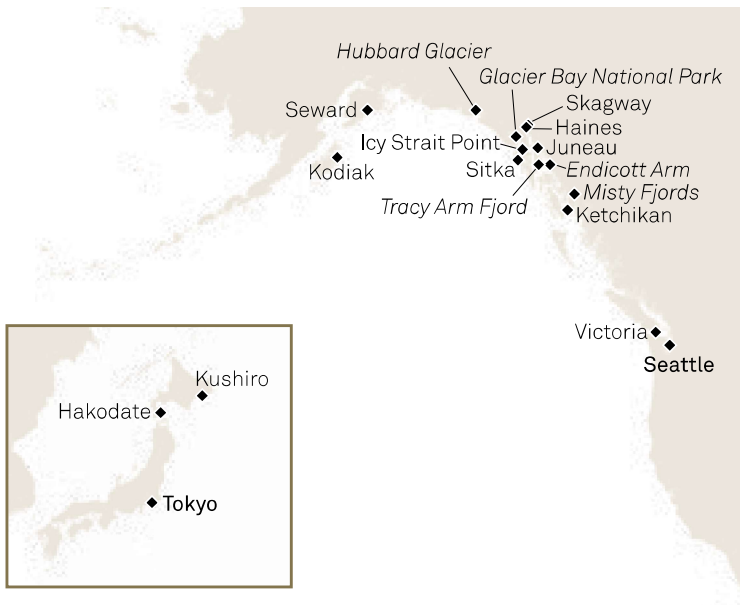 Hubbard Glacier
Glacier Bay National Park
Skagway
Seward
Haines
Icy Strait Point
Juneau
Kodiak
Sitka
Endicott Arm
Misty Fjords
Tracy Arm Fjord
Ketchikan
Victoria
Seattle
Kushiro
Hakodate
Tokyo